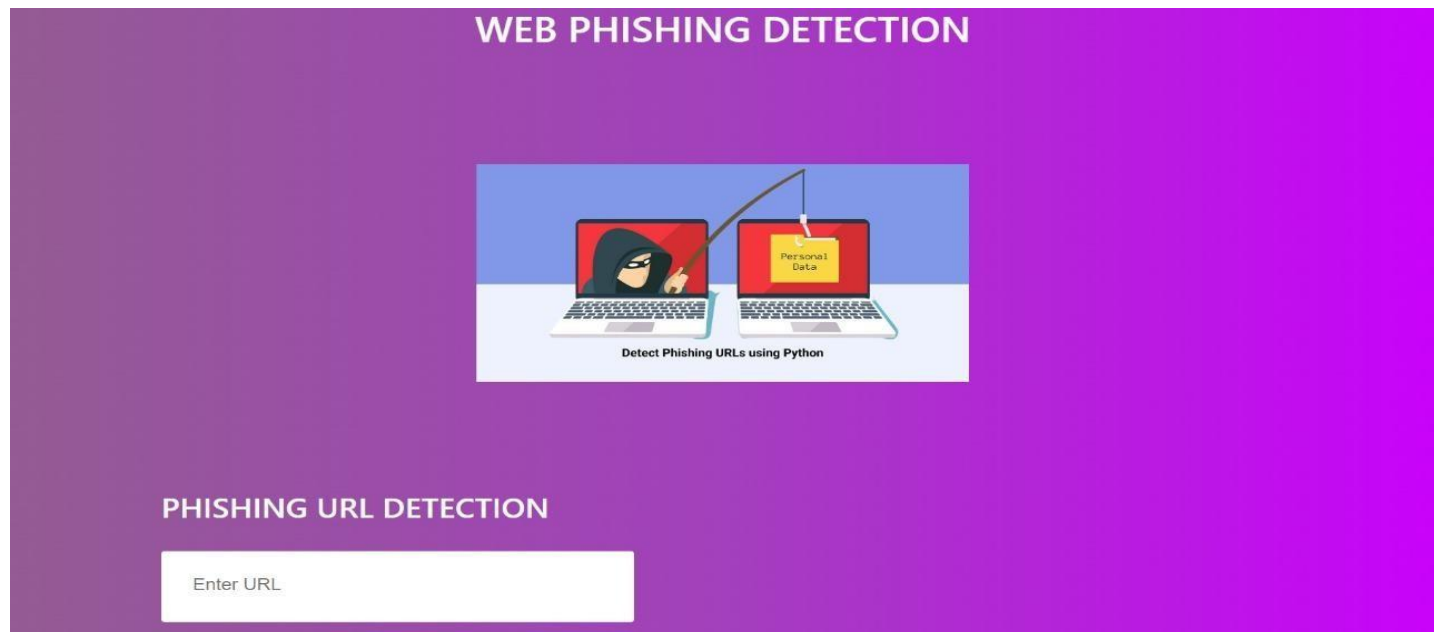 WEB PHISHING DETECTION
Personal
Data
Detect Phishing URLs using Python
PHISHING URL DETECTION
Enter URL